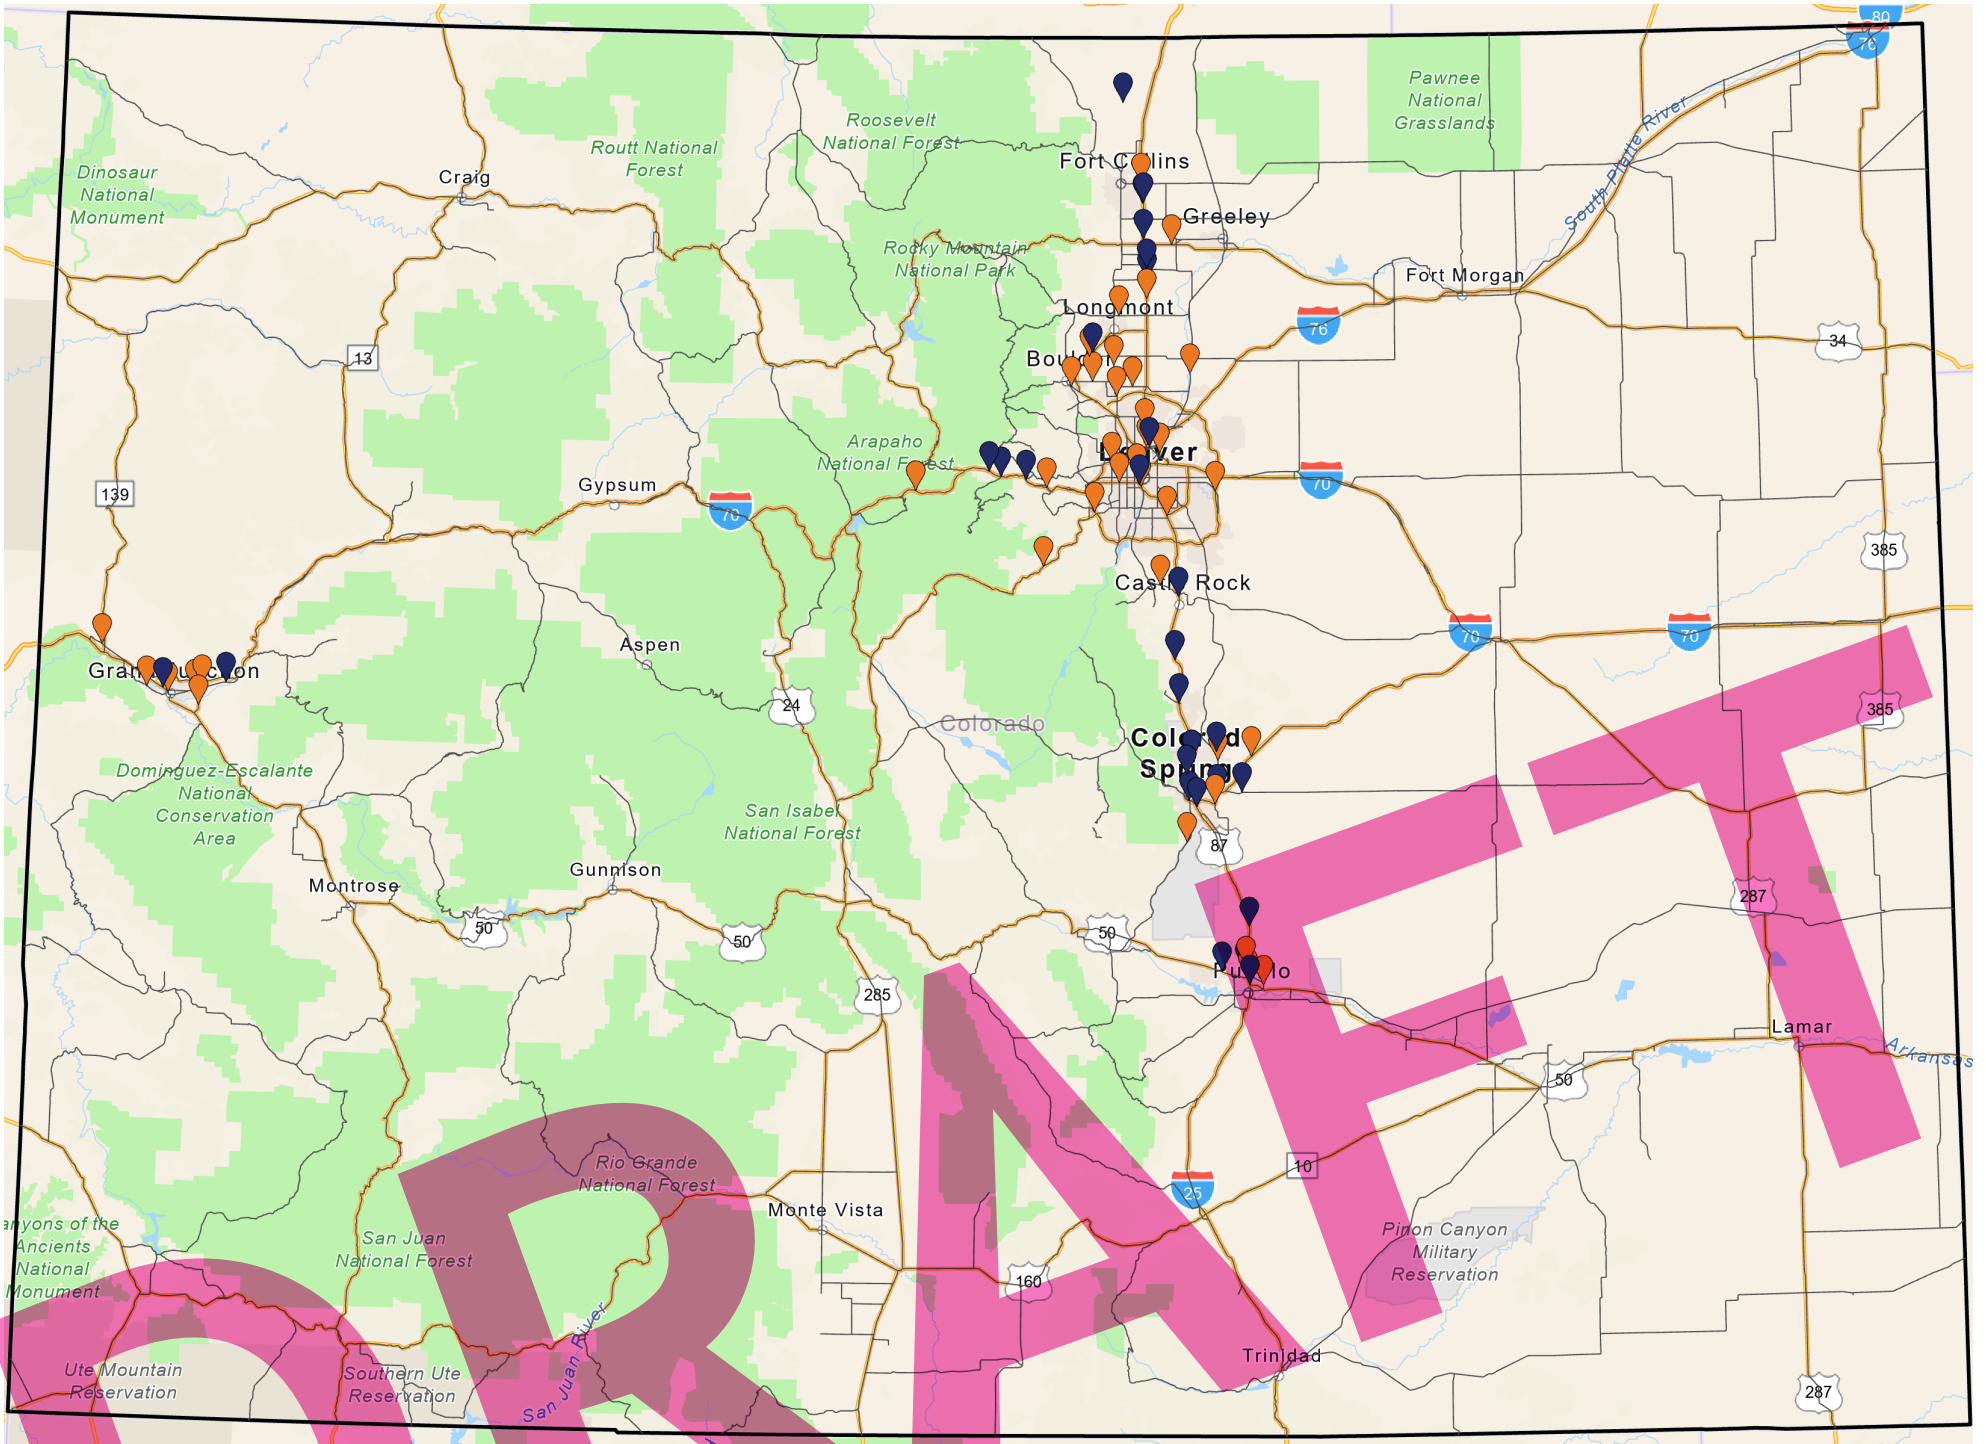 80
76
Pawnee
National
Grasslands
Roosevelt
National Forest
Routt National
Forest
Fort Collins
Dinosaur
National
Monument
Craig
South Platte River
Greeley
Rocky Mountain
National Park
Fort Morgan
Longmont
76
34
13
Boulder
Arapaho
National Forest
Denver
139
Gypsum
70
70
385
Castle Rock
70
70
Aspen
Grand Junction
24
385
Colorado
Colorado
Springs
Dominguez-Escalante
National
Conservation
Area
San Isabel
National Forest
87
Gunnison
Montrose
287
50
50
50
Pueblo
285
Lamar
Arkansas
50
10
Rio Grande
National Forest
25
Monte Vista
anyons of the
Ancients
National
Monument
San Juan
National Forest
Pinon Canyon
Military
Reservation
160
Trinidad
Ute Mountain
Reservation
Southern Ute
Reservation
San Juan River
287
DRAFT